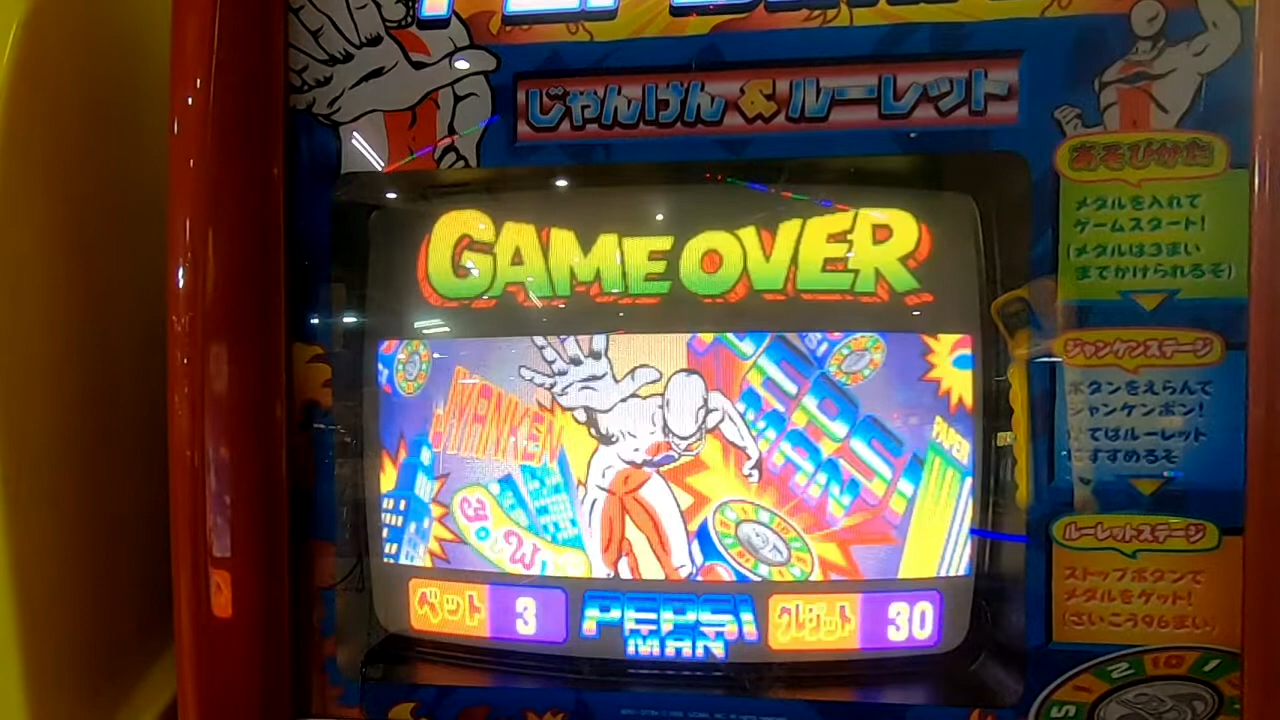 じゃんけん&ルーレット
GAME OVER
JYANKEN
PEPSI
MAN
PAPER
ベット 3
PEPSI
MAN
クレジット 30
あそびかた
メダルを入れて
ゲームスタート!
(メダルは3まい
までかけられるぞ)
ジャンケンステージ
ボタンをえらんで
ジャンケンポン!
てばルーレット
にすすめるぞ
ルーレットステージ
ストップボタンで
メダルをゲット!
(さいこう96まい)
2 10 1